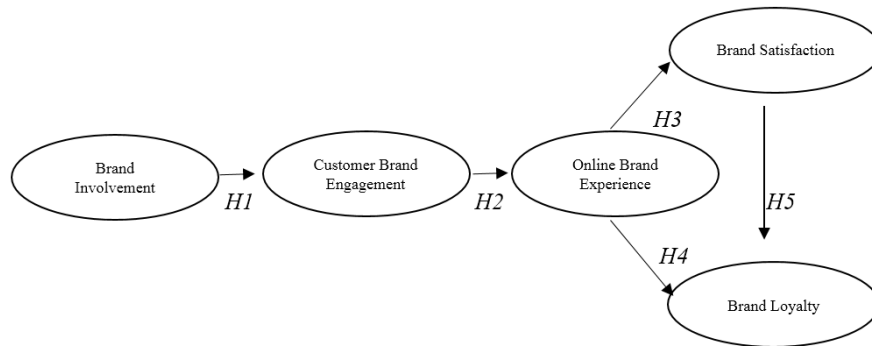 Brand Satisfaction
H3
Brand
Involvement
H1
Customer Brand
Engagement
H2
Online Brand
Experience
H5
H4
Brand Loyalty